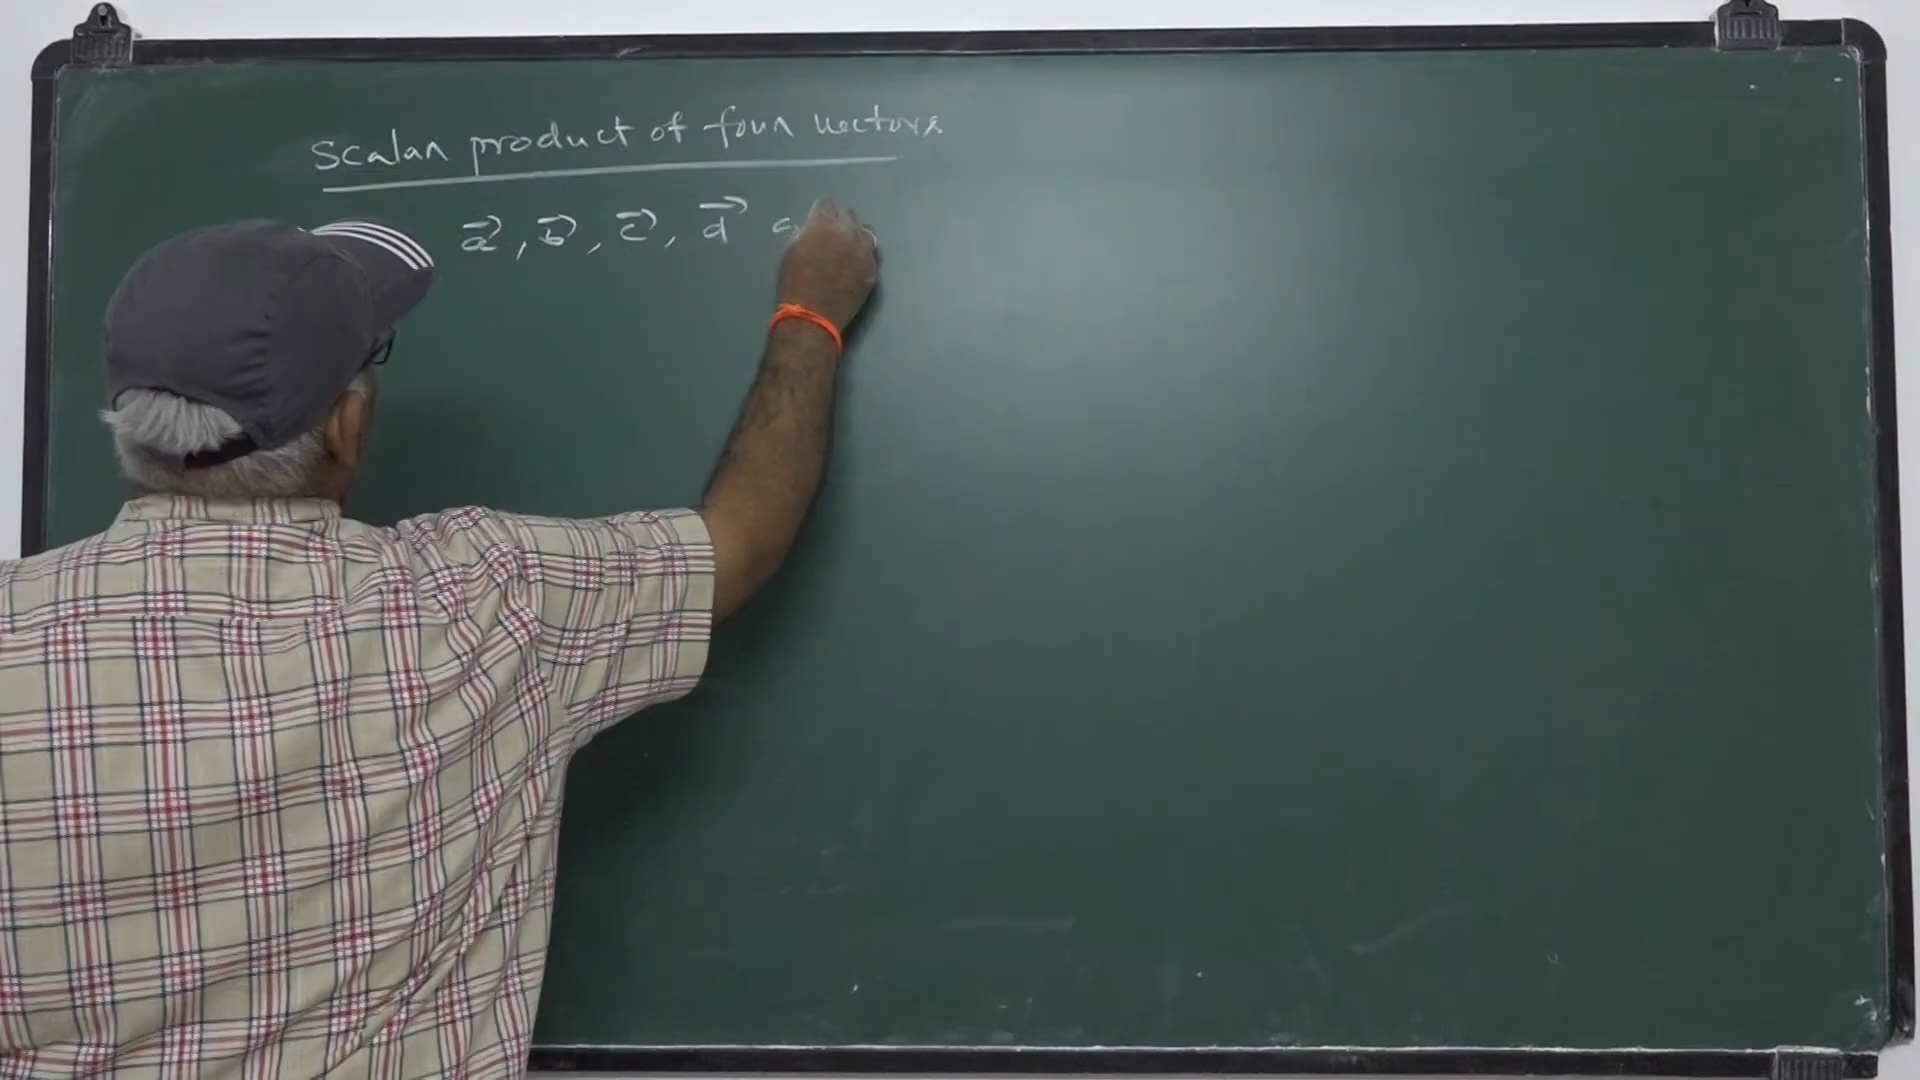 Scalar product of four vectors
a⃗, b⃗, c⃗, d⃗